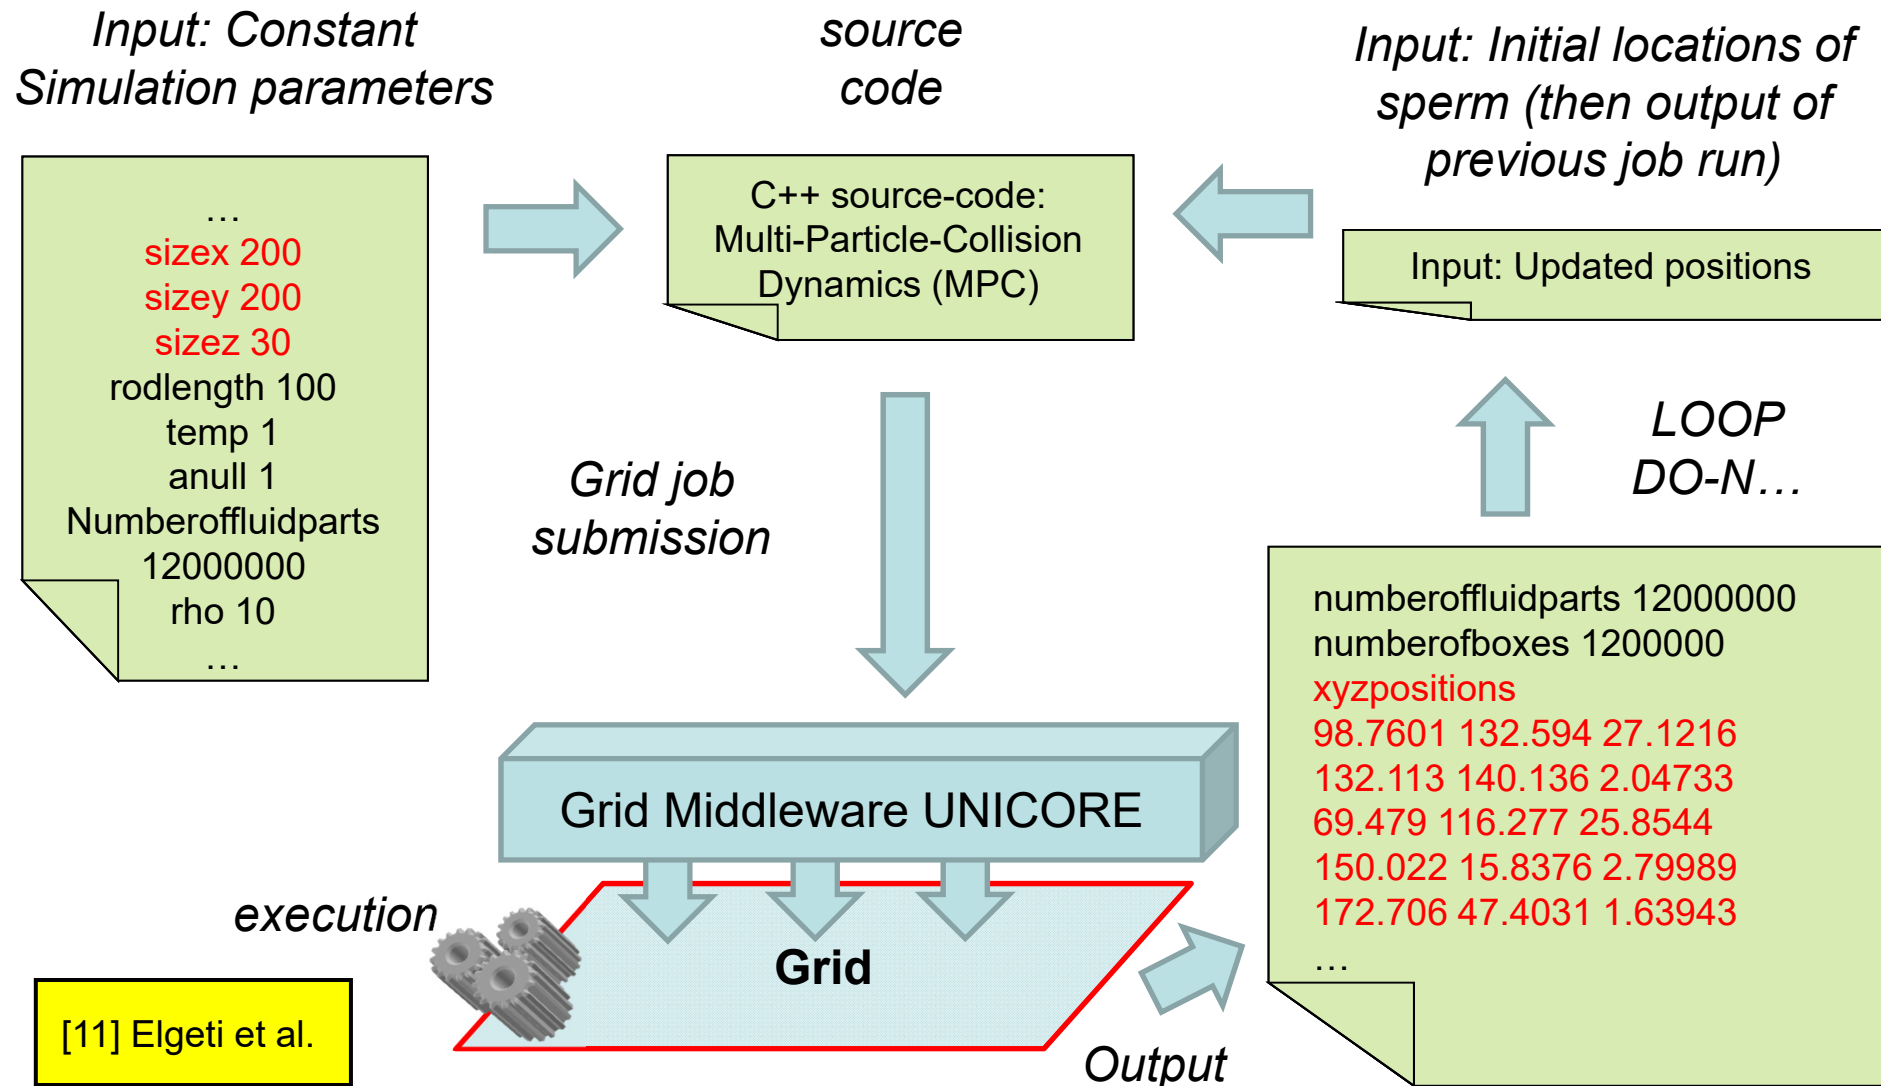 Input: Constant
Simulation parameters
source
code
Input: Initial locations of
sperm (then output of
previous job run)
…
sizex 200
sizey 200
sizez 30
rodlength 100
temp 1
anull 1
Numberoffluidparts
12000000
rho 10
…
C++ source-code:
Multi-Particle-Collision
Dynamics (MPC)
Input: Updated positions
LOOP
DO-N…
Grid job
submission
numberoffluidparts 12000000
numberofboxes 1200000
xyzpositions
98.7601 132.594 27.1216
132.113 140.136 2.04733
69.479 116.277 25.8544
150.022 15.8376 2.79989
172.706 47.4031 1.63943
…
Grid Middleware UNICORE
execution
Grid
[11] Elgeti et al.
Output